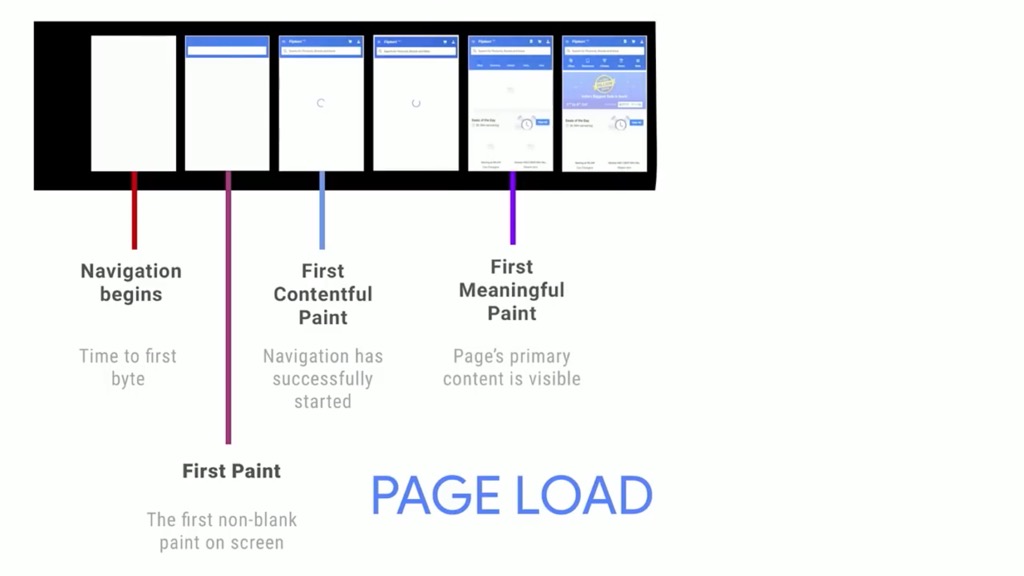 Navigation
begins
Time to first
byte
First Paint
The first non-blank
paint on screen
First
Contentful
Paint
Navigation has
successfully
started
First
Meaningful
Paint
Page's primary
content is visible
PAGE LOAD